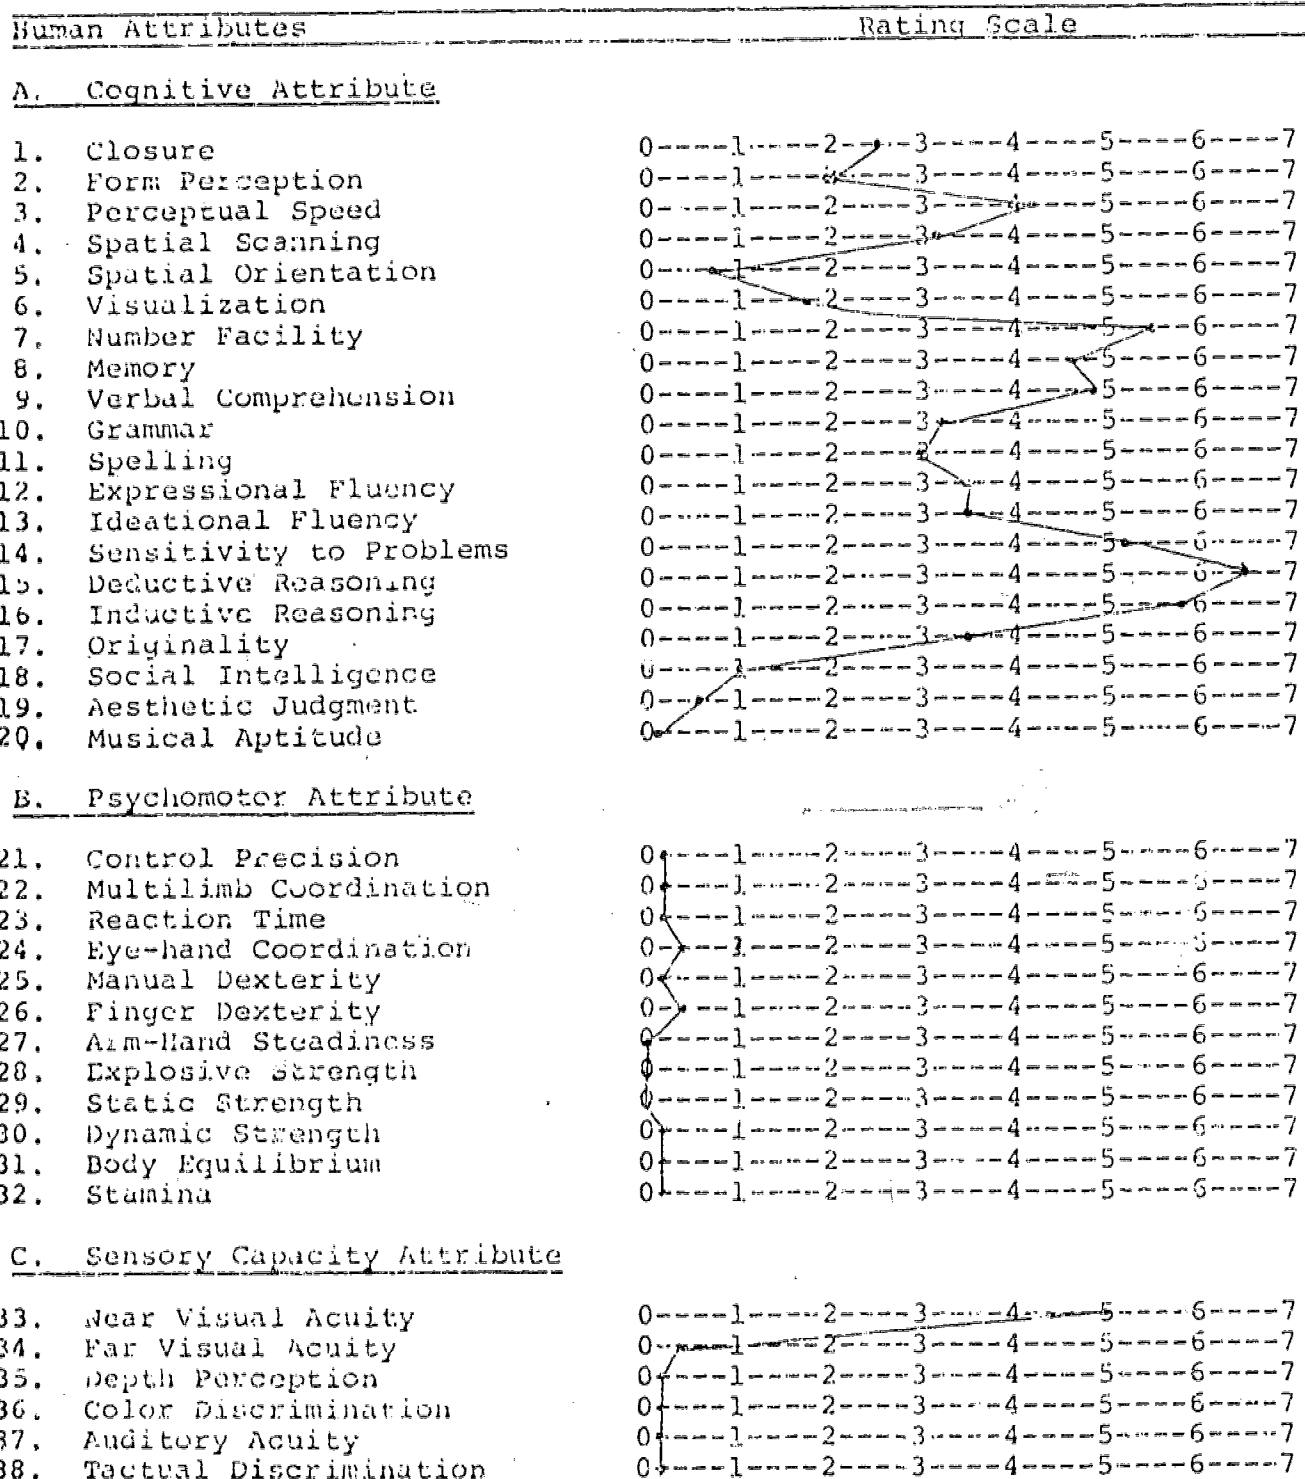 Human Attributes Rating Scale
A. Cognitive Attribute
1. Closure 0----1----2----3----4----5----6----7
2. Form Perception 0----1----2----3----4----5----6----7
3. Perceptual Speed 0----1----2----3----4----5----6----7
4. Spatial Scanning 0----1----2----3----4----5----6----7
5. Spatial Orientation 0----1----2----3----4----5----6----7
6. Visualization 0----1----2----3----4----5----6----7
7. Number Facility 0----1----2----3----4----5----6----7
8. Memory 0----1----2----3----4----5----6----7
9. Verbal Comprehension 0----1----2----3----4----5----6----7
10. Grammar 0----1----2----3----4----5----6----7
11. Spelling 0----1----2----3----4----5----6----7
12. Expressional Fluency 0----1----2----3----4----5----6----7
13. Ideational Fluency 0----1----2----3----4----5----6----7
14. Sensitivity to Problems 0----1----2----3----4----5----6----7
15. Deductive Reasoning 0----1----2----3----4----5----6----7
16. Inductive Reasoning 0----1----2----3----4----5----6----7
17. Originality 0----1----2----3----4----5----6----7
18. Social Intelligence 0----1----2----3----4----5----6----7
19. Aesthetic Judgment 0----1----2----3----4----5----6----7
20. Musical Aptitude 0----1----2----3----4----5----6----7
B. Psychomotor Attribute
21. Control Precision 0----1----2----3----4----5----6----7
22. Multilimb Coordination 0----1----2----3----4----5----6----7
23. Reaction Time 0----1----2----3----4----5----6----7
24. Eye-hand Coordination 0----1----2----3----4----5----6----7
25. Manual Dexterity 0----1----2----3----4----5----6----7
26. Finger Dexterity 0----1----2----3----4----5----6----7
27. Arm-Hand Steadiness 0----1----2----3----4----5----6----7
28. Explosive Strength 0----1----2----3----4----5----6----7
29. Static Strength 0----1----2----3----4----5----6----7
30. Dynamic Strength 0----1----2----3----4----5----6----7
31. Body Equilibrium 0----1----2----3----4----5----6----7
32. Stamina 0----1----2----3----4----5----6----7
C. Sensory Capacity Attribute
33. Near Visual Acuity 0----1----2----3----4----5----6----7
34. Far Visual Acuity 0----1----2----3----4----5----6----7
35. Depth Perception 0----1----2----3----4----5----6----7
36. Color Discrimination 0----1----2----3----4----5----6----7
37. Auditory Acuity 0----1----2----3----4----5----6----7
38. Tactual Discrimination 0----1----2----3----4----5----6----7